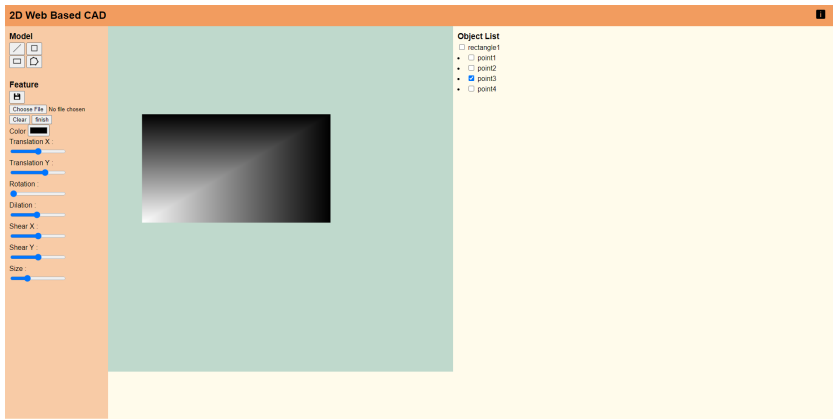 2D Web Based CAD
i
Model
Feature
Choose File No file chosen
Clear finish
Color
Translation X :
Translation Y :
Rotation :
Dilation :
Shear X :
Shear Y :
Size :
Object List
rectangle1
point1
point2
point3
point4